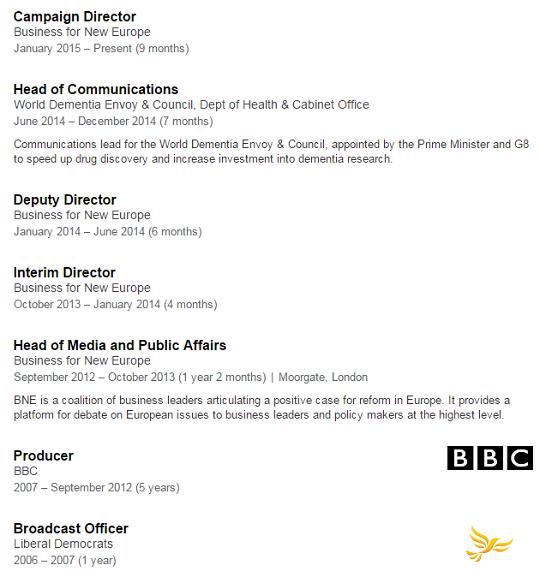 Campaign Director
Business for New Europe
January 2015 – Present (9 months)
Head of Communications
World Dementia Envoy & Council, Dept of Health & Cabinet Office
June 2014 – December 2014 (7 months)
Communications lead for the World Dementia Envoy & Council, appointed by the Prime Minister and G8
to speed up drug discovery and increase investment into dementia research.
Deputy Director
Business for New Europe
January 2014 – June 2014 (6 months)
Interim Director
Business for New Europe
October 2013 – January 2014 (4 months)
Head of Media and Public Affairs
Business for New Europe
September 2012 – October 2013 (1 year 2 months) | Moorgate, London
BNE is a coalition of business leaders articulating a positive case for reform in Europe. It provides a
platform for debate on European issues to business leaders and policy makers at the highest level.
Producer
BBC
BBC
2007 – September 2012 (5 years)
Broadcast Officer
Liberal Democrats
2006 – 2007 (1 year)